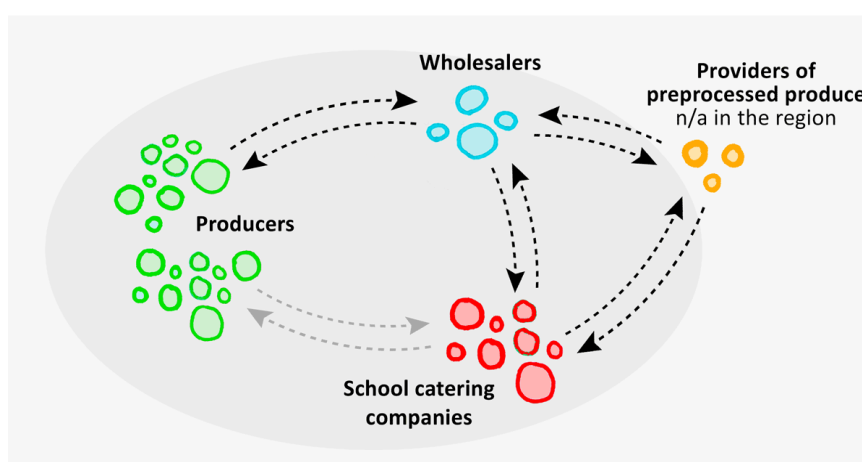 Wholesalers
Providers of
preprocessed produce
n/a in the region
Producers
School catering
companies